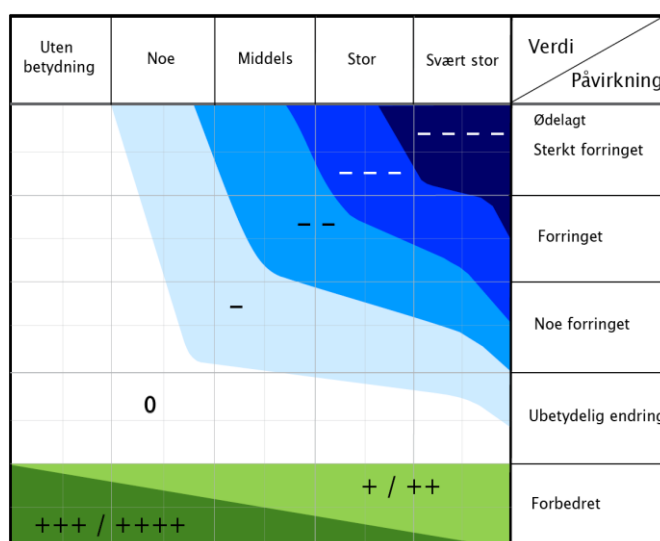 Uten
betydning
Noe
Middels
Stor
Svært stor
Verdi
Påvirkning
Ødelagt
– – – –
Sterkt forringet
– – –
– –
Forringet
–
Noe forringet
0
Ubetydelig endring
+ / ++
Forbedret
+++ / ++++